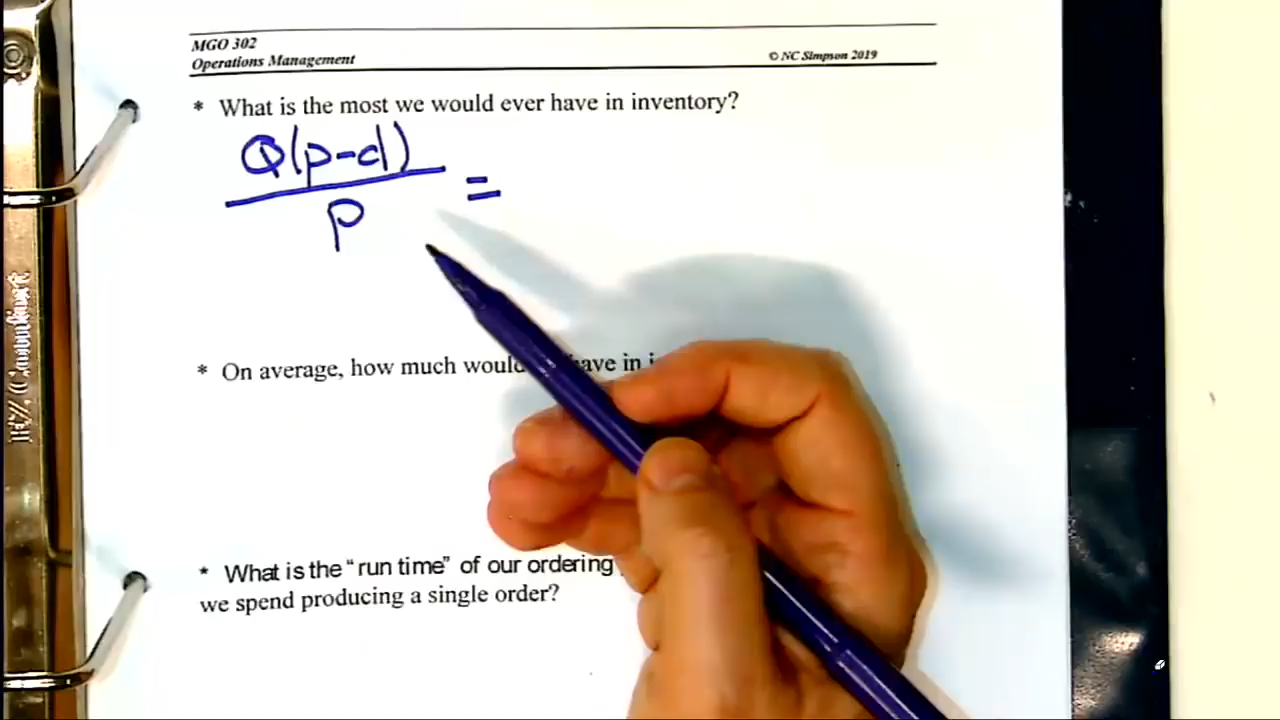 MGO 302
Operations Management
© NC Simpson 2019
* What is the most we would ever have in inventory?
Q(p-d)
p
=
* On average, how much would have in
* What is the “run time” of our ordering
we spend producing a single order?